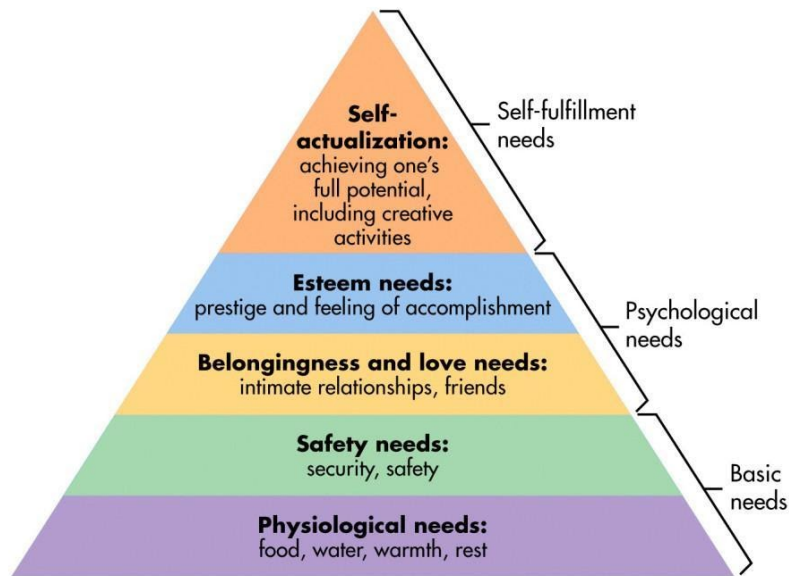 Self-
actualization:
achieving one's
full potential,
including creative
activities
Self-fulfillment
needs
Esteem needs:
prestige and feeling of accomplishment
Psychological
needs
Belongingness and love needs:
intimate relationships, friends
Safety needs:
security, safety
Basic
needs
Physiological needs:
food, water, warmth, rest